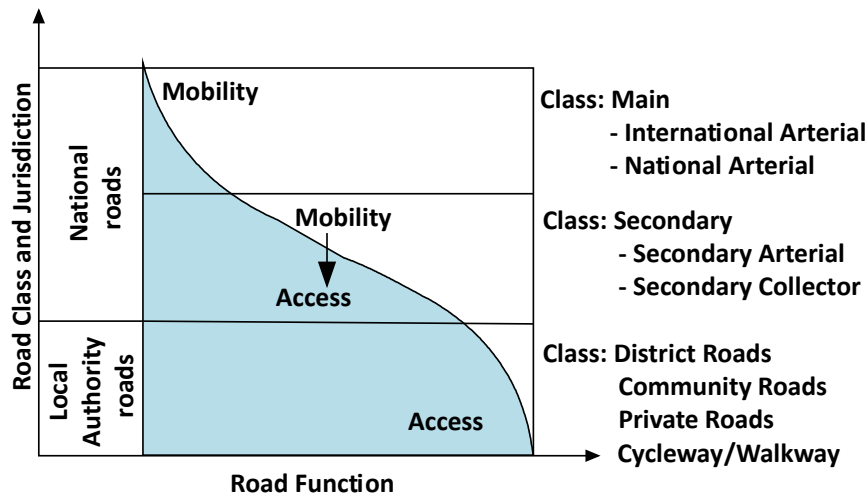 Road Class and Jurisdiction
National
roads
Local
Authority
roads
Mobility
Mobility
Access
Access
Road Function
Class: Main
- International Arterial
- National Arterial
Class: Secondary
- Secondary Arterial
- Secondary Collector
Class: District Roads
Community Roads
Private Roads
Cycleway/Walkway